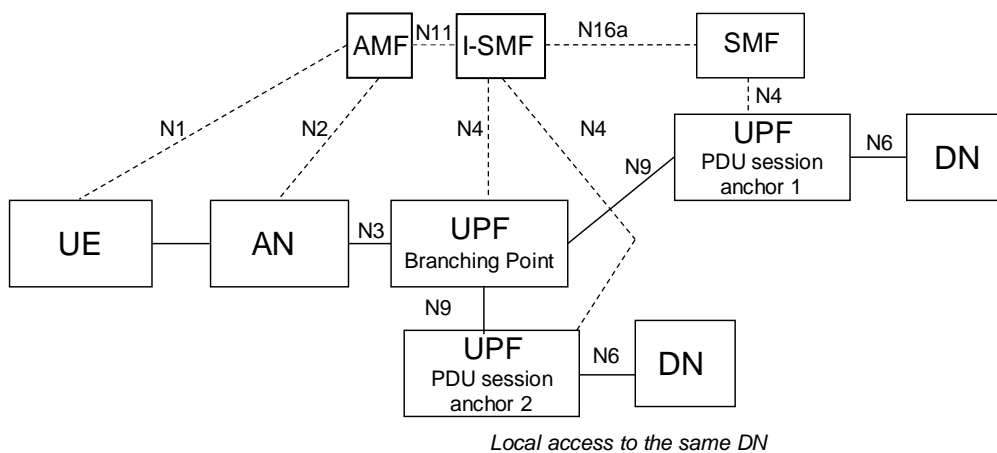 N11
N16a
AMF
I-SMF
SMF
N4
N1
N2
N4
N4
UPF
PDU session
anchor 1
N6
DN
N9
UE
AN
N3
UPF
Branching Point
N9
UPF
PDU session
anchor 2
N6
DN
Local access to the same DN